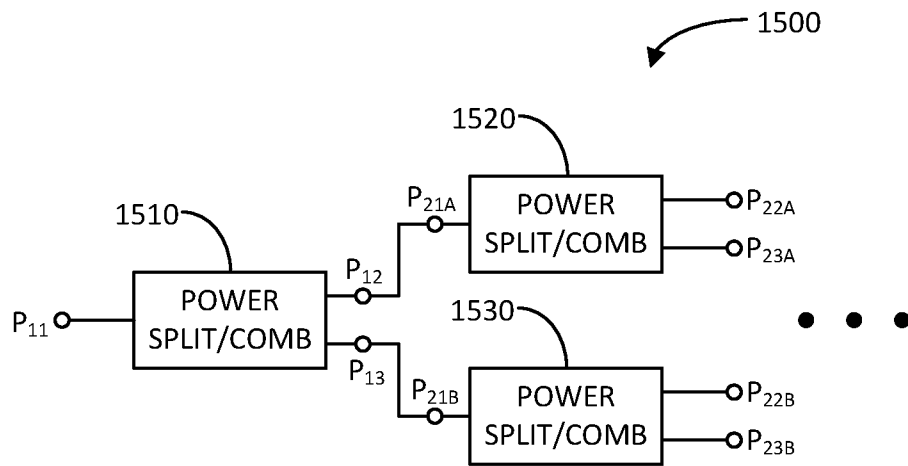 1500
1520
P21A
POWER
SPLIT/COMB
P22A
P23A
1510
P12
P11
POWER
SPLIT/COMB
P13
1530
P21B
POWER
SPLIT/COMB
P22B
P23B